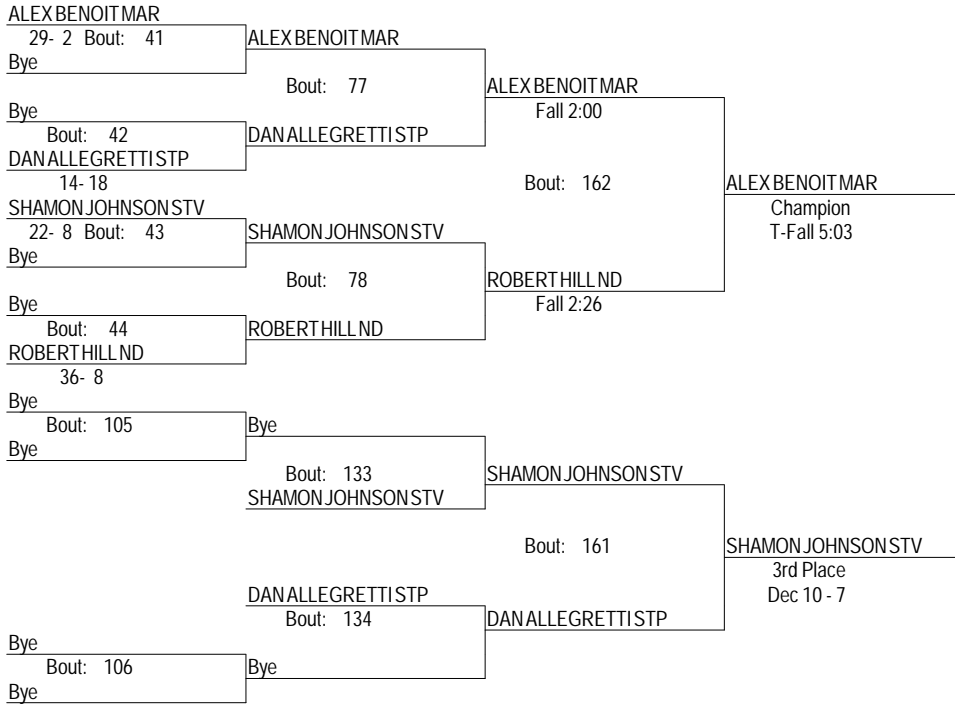 ALEX BENOIT MAR
29- 2 Bout: 41
ALEX BENOIT MAR
Bye
Bout: 77
ALEX BENOIT MAR
Bye
Fall 2:00
Bout: 42
DAN ALLEGRETTI STP
DAN ALLEGRETTI STP
14- 18
Bout: 162
ALEX BENOIT MAR
SHAMON JOHNSON STV
Champion
22- 8 Bout: 43
SHAMON JOHNSON STV
T-Fall 5:03
Bye
Bout: 78
ROBERT HILL ND
Bye
Fall 2:26
Bout: 44
ROBERT HILL ND
ROBERT HILL ND
36- 8
Bye
Bout: 105
Bye
Bye
Bout: 133
SHAMON JOHNSON STV
SHAMON JOHNSON STV
Bout: 161
SHAMON JOHNSON STV
3rd Place
DAN ALLEGRETTI STP
Dec 10 - 7
Bout: 134
DAN ALLEGRETTI STP
Bye
Bout: 106
Bye
Bye